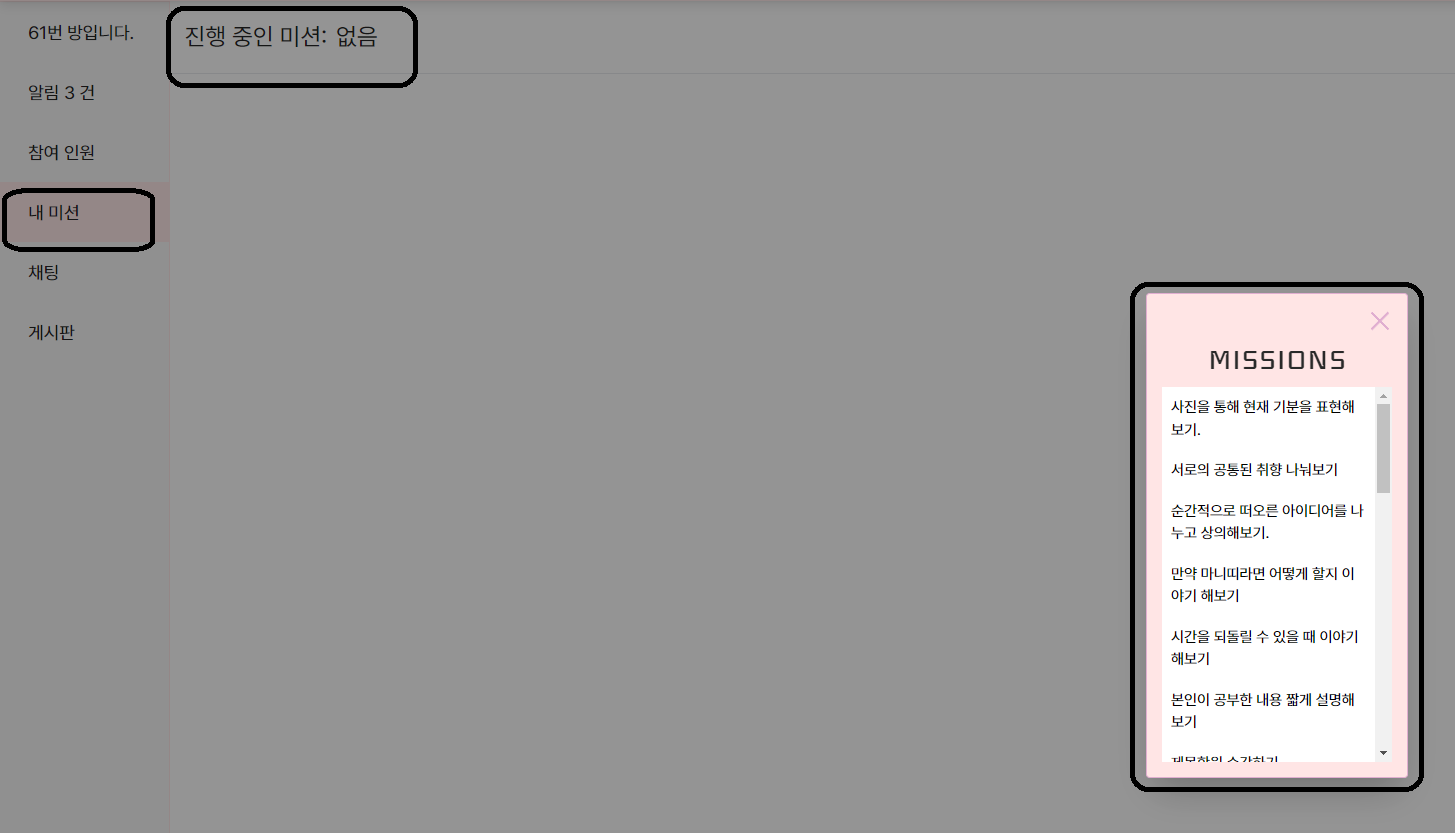 61번 방입니다.
알림 3 건
참여 인원
내 미션
채팅
게시판
진행 중인 미션: 없음
MISSIONS
사진을 통해 현재 기분을 표현해
보기.
서로의 공통된 취향 나눠보기
순간적으로 떠오른 아이디어를 나
누고 상의해보기.
만약 마니띠라면 어떻게 할지 이
야기 해보기
시간을 되돌릴 수 있을 때 이야기
해보기
본인이 공부한 내용 짧게 설명해
보기